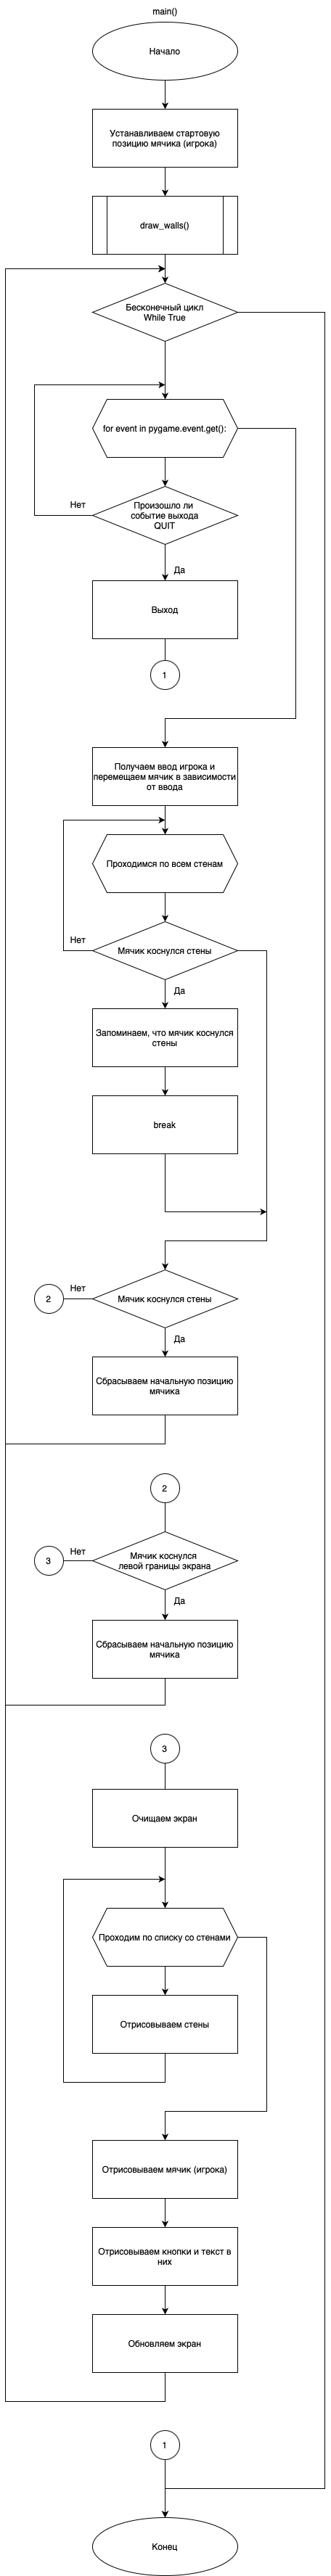 main()
Начало
Устанавливаем стартовую
позицию мячика (игрока)
draw_walls()
Бесконечный цикл
While True
for event in pygame.event.get():
Нет
Произошло ли
событие выхода
QUIT
Да
Выход
1
Получаем ввод игрока и
перемещаем мячик в зависимости
от ввода
Проходимся по всем стенам
Нет
Мячик коснулся стены
Да
Запоминаем, что мячик коснулся
стены
break
2
Нет
Мячик коснулся стены
Да
Сбрасываем начальную позицию
мячика
2
3
Нет
Мячик коснулся
левой границы экрана
Да
Сбрасываем начальную позицию
мячика
3
Очищаем экран
Проходим по списку со стенами
Отрисовываем стены
Отрисовываем мячик (игрока)
Отрисовываем кнопки и текст в
них
Обновляем экран
1
Конец